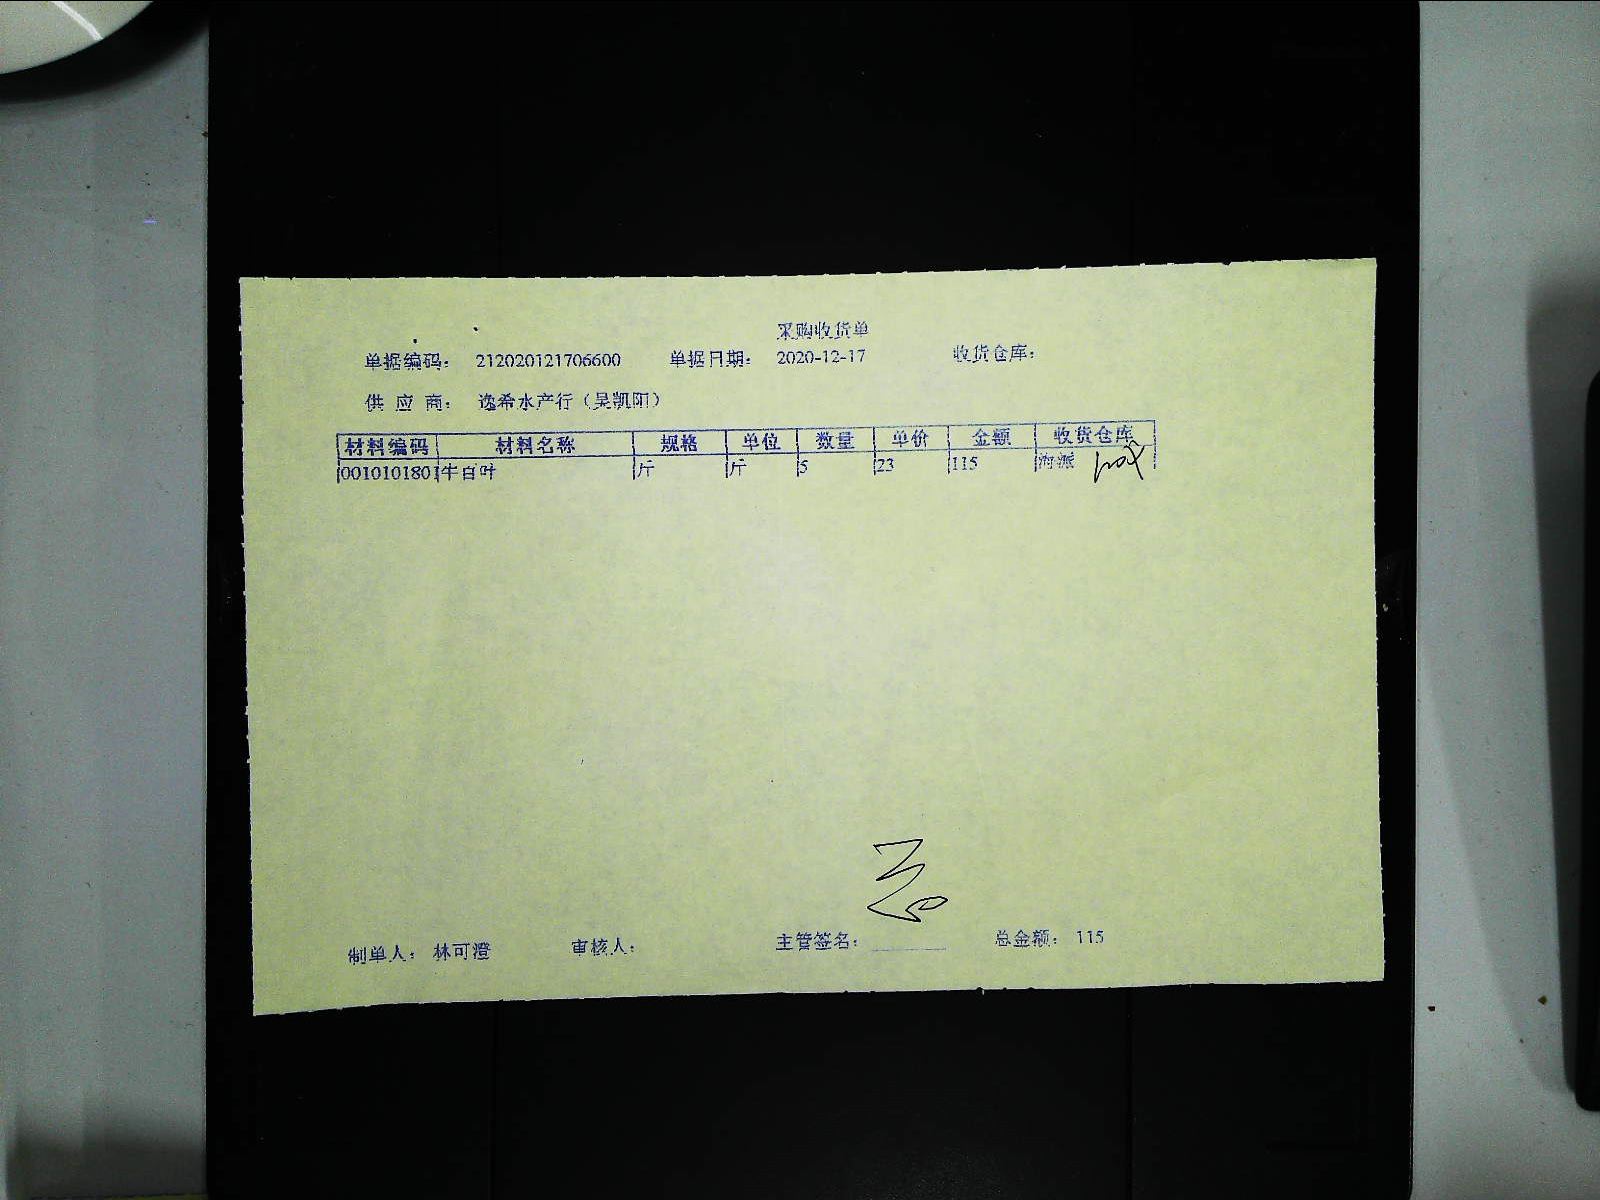 采购收货单
单据编码： 212020121706600 单据日期： 2020-12-17 收货仓库：
供 应 商： 逸希水产行（吴凯阳）
材料编码 材料名称 规格 单位 数量 单价 金额 收货仓库
0010101801 牛百叶 斤 斤 5 23 115 海派
制单人： 林可澄 审核人： 主管签名： 总金额： 115